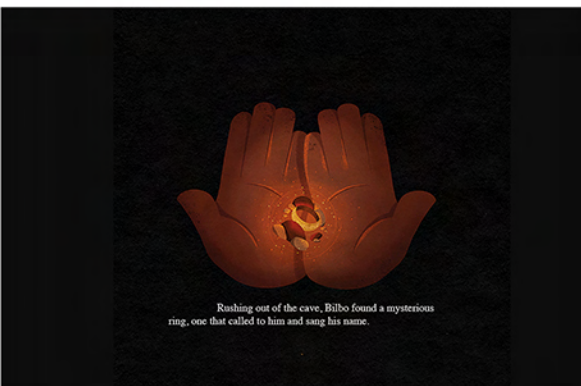 Rushing out of the cave, Bilbo found a mysterious
ring, one that called to him and sang his name.